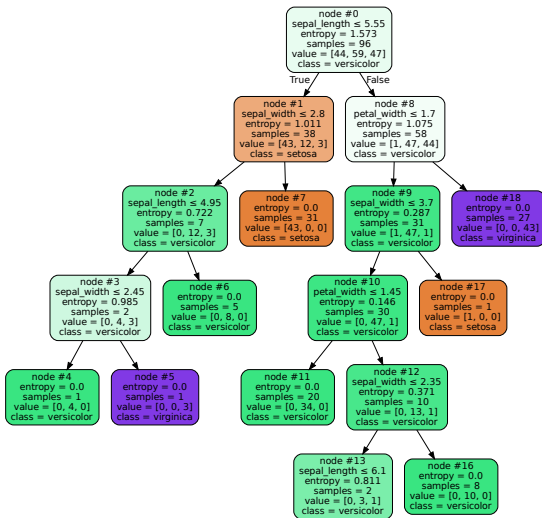 node #0
sepal_length ≤ 5.55
entropy = 1.573
samples = 96
value = [44, 59, 47]
class = versicolor
True
False
node #1
sepal_width ≤ 2.8
entropy = 1.011
samples = 38
value = [43, 12, 3]
class = setosa
node #8
petal_width ≤ 1.7
entropy = 1.075
samples = 58
value = [1, 47, 44]
class = versicolor
node #2
sepal_length ≤ 4.95
entropy = 0.722
samples = 7
value = [0, 12, 3]
class = versicolor
node #7
entropy = 0.0
samples = 31
value = [43, 0, 0]
class = setosa
node #9
sepal_width ≤ 3.7
entropy = 0.287
samples = 31
value = [1, 47, 1]
class = versicolor
node #18
entropy = 0.0
samples = 27
value = [0, 0, 43]
class = virginica
node #3
sepal_width ≤ 2.45
entropy = 0.985
samples = 2
value = [0, 4, 3]
class = versicolor
node #6
entropy = 0.0
samples = 5
value = [0, 8, 0]
class = versicolor
node #10
petal_width ≤ 1.45
entropy = 0.146
samples = 30
value = [0, 47, 1]
class = versicolor
node #17
entropy = 0.0
samples = 1
value = [1, 0, 0]
class = setosa
node #4
entropy = 0.0
samples = 1
value = [0, 4, 0]
class = versicolor
node #5
entropy = 0.0
samples = 1
value = [0, 0, 3]
class = virginica
node #11
entropy = 0.0
samples = 20
value = [0, 34, 0]
class = versicolor
node #12
sepal_width ≤ 2.35
entropy = 0.371
samples = 10
value = [0, 13, 1]
class = versicolor
node #13
sepal_length ≤ 6.1
entropy = 0.811
samples = 2
value = [0, 3, 1]
class = versicolor
node #16
entropy = 0.0
samples = 8
value = [0, 10, 0]
class = versicolor